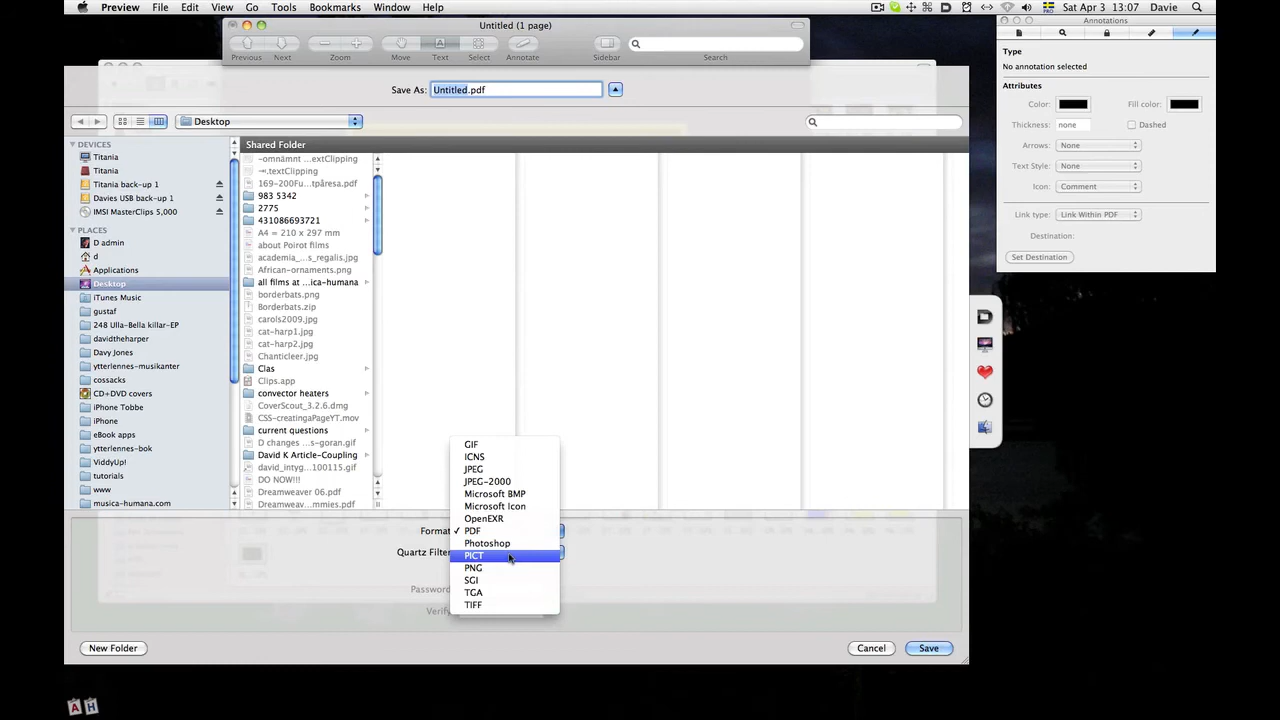 Preview File Edit View Go Tools Bookmarks Window Help Sat Apr 3 13:07 Davie
Untitled (1 page)
Previous Next Zoom Move Text Select Annotate Sidebar Search
Save As: Untitled.pdf
Desktop
DEVICES
Titania
Titania
Titania back-up 1
Davies USB back-up 1
IMSI MasterClips 5,000
PLACES
D admin
d
Applications
Desktop
iTunes Music
gustaf
248 Ulla-Bella killar-EP
davidtheharper
Davy Jones
ytterlennes-musikanter
cossacks
CD+DVD covers
iPhone Tobbe
iPhone
eBook apps
ytterlennes-bok
ViddyUp!
tutorials
www
musica-humana.com
Shared Folder
-omnämnt ...extClipping
169-200Fu...tpåresa.pdf
983 5342
2775
431086693721
A4 = 210 x 297 mm
about Poirot films
academia_...s_regalis.jpg
African-ornaments.png
all films at ...ica-humana
borderbats.png
Borderbats.zip
carols2009.jpg
cat-harp1.jpg
cat-harp2.jpg
Chanticleer.jpg
Clas
Clips.app
convector heaters
CoverScout_3.2.6.dmg
CSS-creatingaPageYT.mov
current questions
D changes ...s-goran.gif
David K Article-Coupling
david_intyg...100115.gif
DO NOW!!!
Dreamweaver 06.pdf
Dreamweav...mmies.pdf
Format
Quartz Filter
Password
Verify
GIF
ICNS
JPEG
JPEG-2000
Microsoft BMP
Microsoft Icon
OpenEXR
✓ PDF
Photoshop
PICT
PNG
SGI
TGA
TIFF
New Folder Cancel Save
Annotations
Type
No annotation selected
Attributes
Color: Fill color:
Thickness: none Dashed
Arrows: None
Text Style: None
Icon: Comment
Link type: Link Within PDF
Destination:
Set Destination
A H